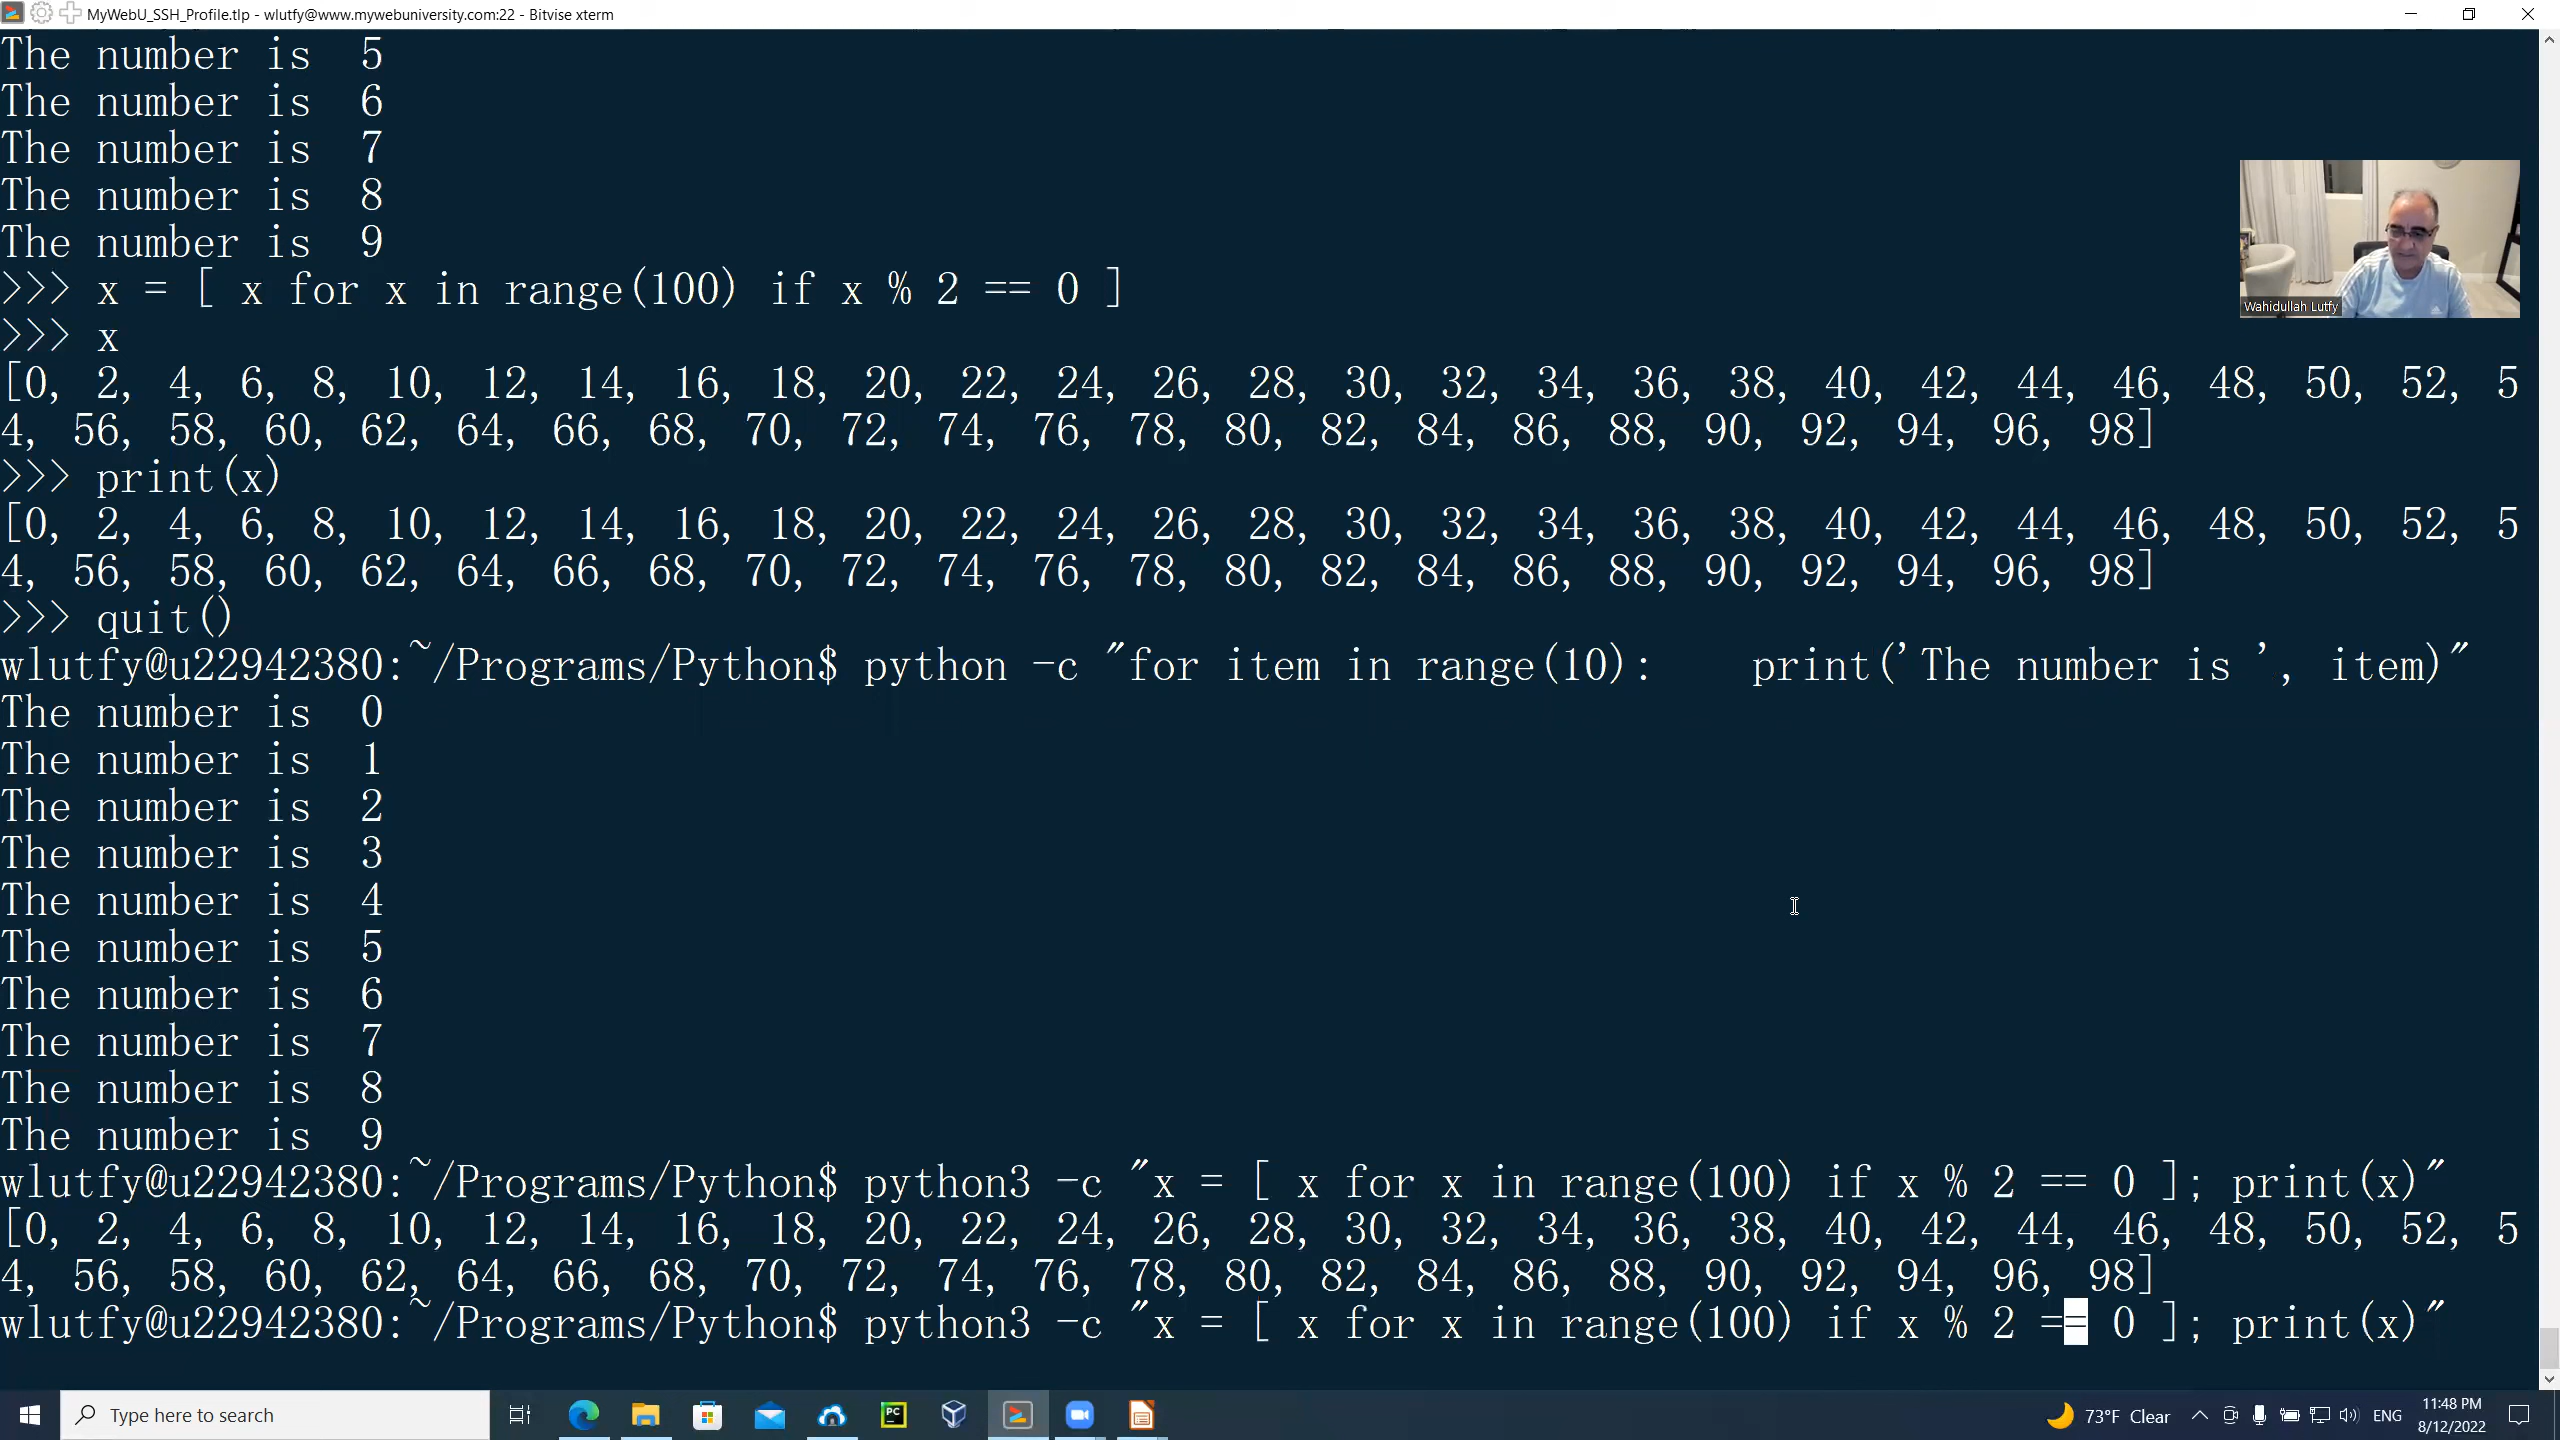 MyWebU_SSH_Profile.tlp - wlutfy@www.mywebuniversity.com:22 - Bitvise xterm
The number is  5
The number is  6
The number is  7
The number is  8
The number is  9
>>> x = [ x for x in range(100) if x % 2 == 0 ]
>>> x
[0, 2, 4, 6, 8, 10, 12, 14, 16, 18, 20, 22, 24, 26, 28, 30, 32, 34, 36, 38, 40, 42, 44, 46, 48, 50, 52, 5
4, 56, 58, 60, 62, 64, 66, 68, 70, 72, 74, 76, 78, 80, 82, 84, 86, 88, 90, 92, 94, 96, 98]
>>> print(x)
[0, 2, 4, 6, 8, 10, 12, 14, 16, 18, 20, 22, 24, 26, 28, 30, 32, 34, 36, 38, 40, 42, 44, 46, 48, 50, 52, 5
4, 56, 58, 60, 62, 64, 66, 68, 70, 72, 74, 76, 78, 80, 82, 84, 86, 88, 90, 92, 94, 96, 98]
>>> quit()
wlutfy@u22942380:~/Programs/Python$ python -c "for item in range(10):    print('The number is ', item)"
The number is  0
The number is  1
The number is  2
The number is  3
The number is  4
The number is  5
The number is  6
The number is  7
The number is  8
The number is  9
wlutfy@u22942380:~/Programs/Python$ python3 -c "x = [ x for x in range(100) if x % 2 == 0 ]; print(x)"
[0, 2, 4, 6, 8, 10, 12, 14, 16, 18, 20, 22, 24, 26, 28, 30, 32, 34, 36, 38, 40, 42, 44, 46, 48, 50, 52, 5
4, 56, 58, 60, 62, 64, 66, 68, 70, 72, 74, 76, 78, 80, 82, 84, 86, 88, 90, 92, 94, 96, 98]
wlutfy@u22942380:~/Programs/Python$ python3 -c "x = [ x for x in range(100) if x % 2 == 0 ]; print(x)"
Wahidullah Lutfy
Type here to search
PC
73°F Clear
ENG
11:48 PM
8/12/2022